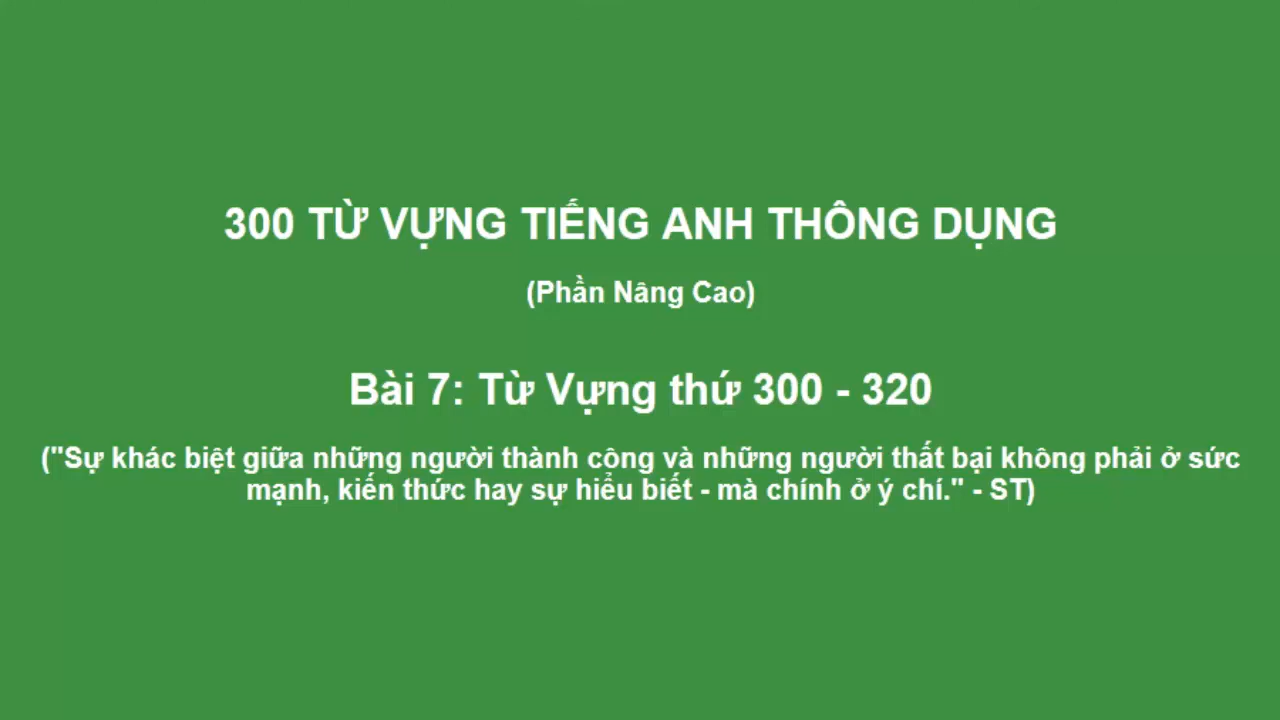 300 TỪ VỰNG TIẾNG ANH THÔNG DỤNG
(Phần Nâng Cao)
Bài 7: Từ Vựng thứ 300 - 320
("Sự khác biệt giữa những người thành công và những người thất bại không phải ở sức
mạnh, kiến thức hay sự hiểu biết - mà chính ở ý chí." - ST)